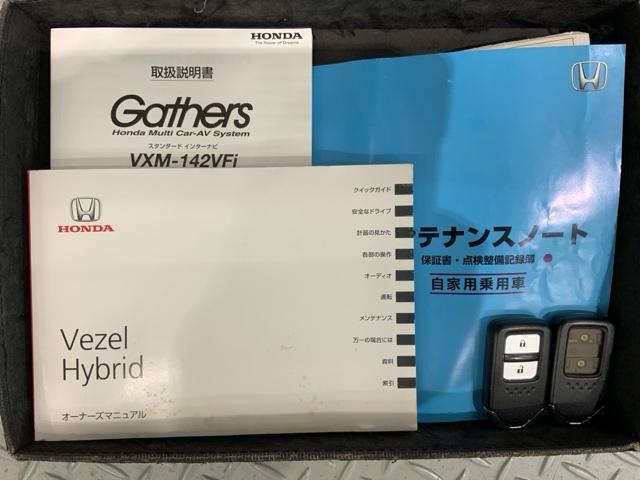 HONDA
The Power of Dreams
取扱説明書
Gathers
Honda Multi Car-AV System
スタンダード インターナビ
VXM-142VFi
HONDA
クイックガイド
安全なドライブ
計器の見かた
各部の操作
オーディオ
運転
メンテナンス
万一の場合には
資料
索引
Vezel
Hybrid
オーナーズマニュアル
テナンスノート
保証書・点検整備記録簿
自家用乗用車